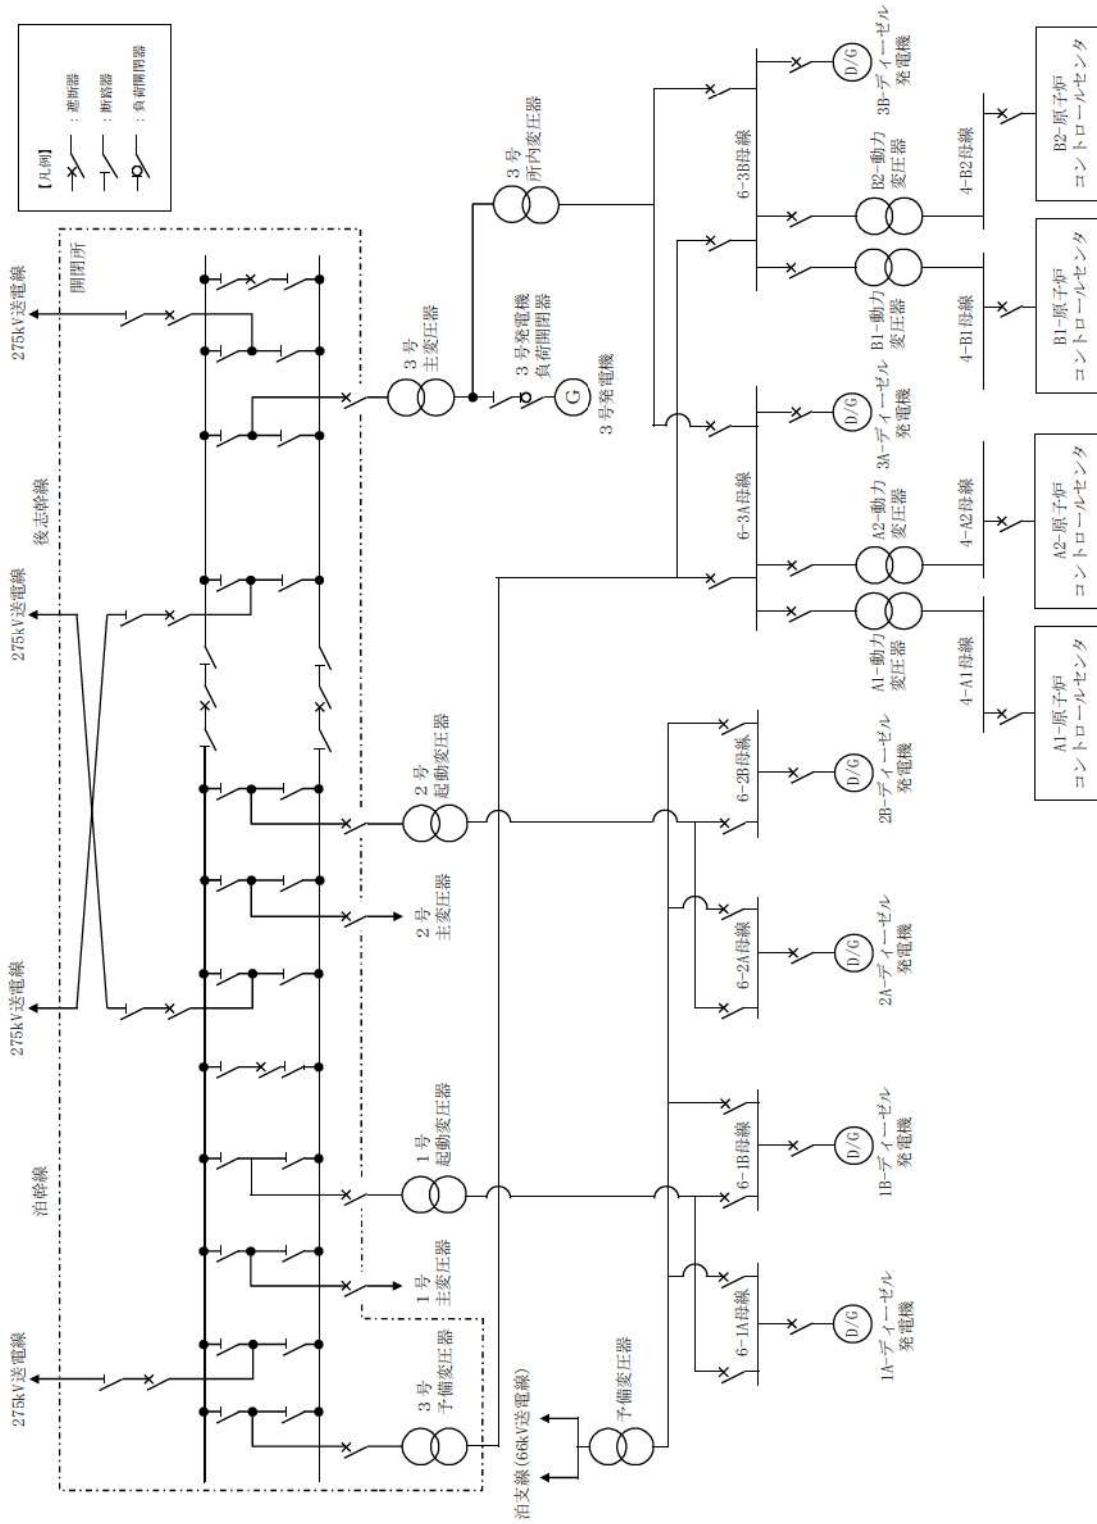 【凡例】
：遮断器
：断路器
：負荷開閉器
275kV送電線
275kV送電線
275kV送電線
275kV送電線
泊幹線
後志幹線
開閉所
3号
予備変圧器
1号
主変圧器
1号
起動変圧器
2号
主変圧器
2号
起動変圧器
3号
主変圧器
3号発電機
負荷開閉器
G
3号発電機
3号
所内変圧器
泊支線(66kV送電線)
予備変圧器
6-1A母線
6-1B母線
6-2A母線
6-2B母線
6-3A母線
6-3B母線
D/G
1A-ディーゼル
発電機
D/G
1B-ディーゼル
発電機
D/G
2A-ディーゼル
発電機
D/G
2B-ディーゼル
発電機
D/G
3A-ディーゼル
発電機
D/G
3B-ディーゼル
発電機
A1-動力
変圧器
A2-動力
変圧器
B1-動力
変圧器
B2-動力
変圧器
4-A1母線
4-A2母線
4-B1母線
4-B2母線
A1-原子炉
コントロールセンタ
A2-原子炉
コントロールセンタ
B1-原子炉
コントロールセンタ
B2-原子炉
コントロールセンタ